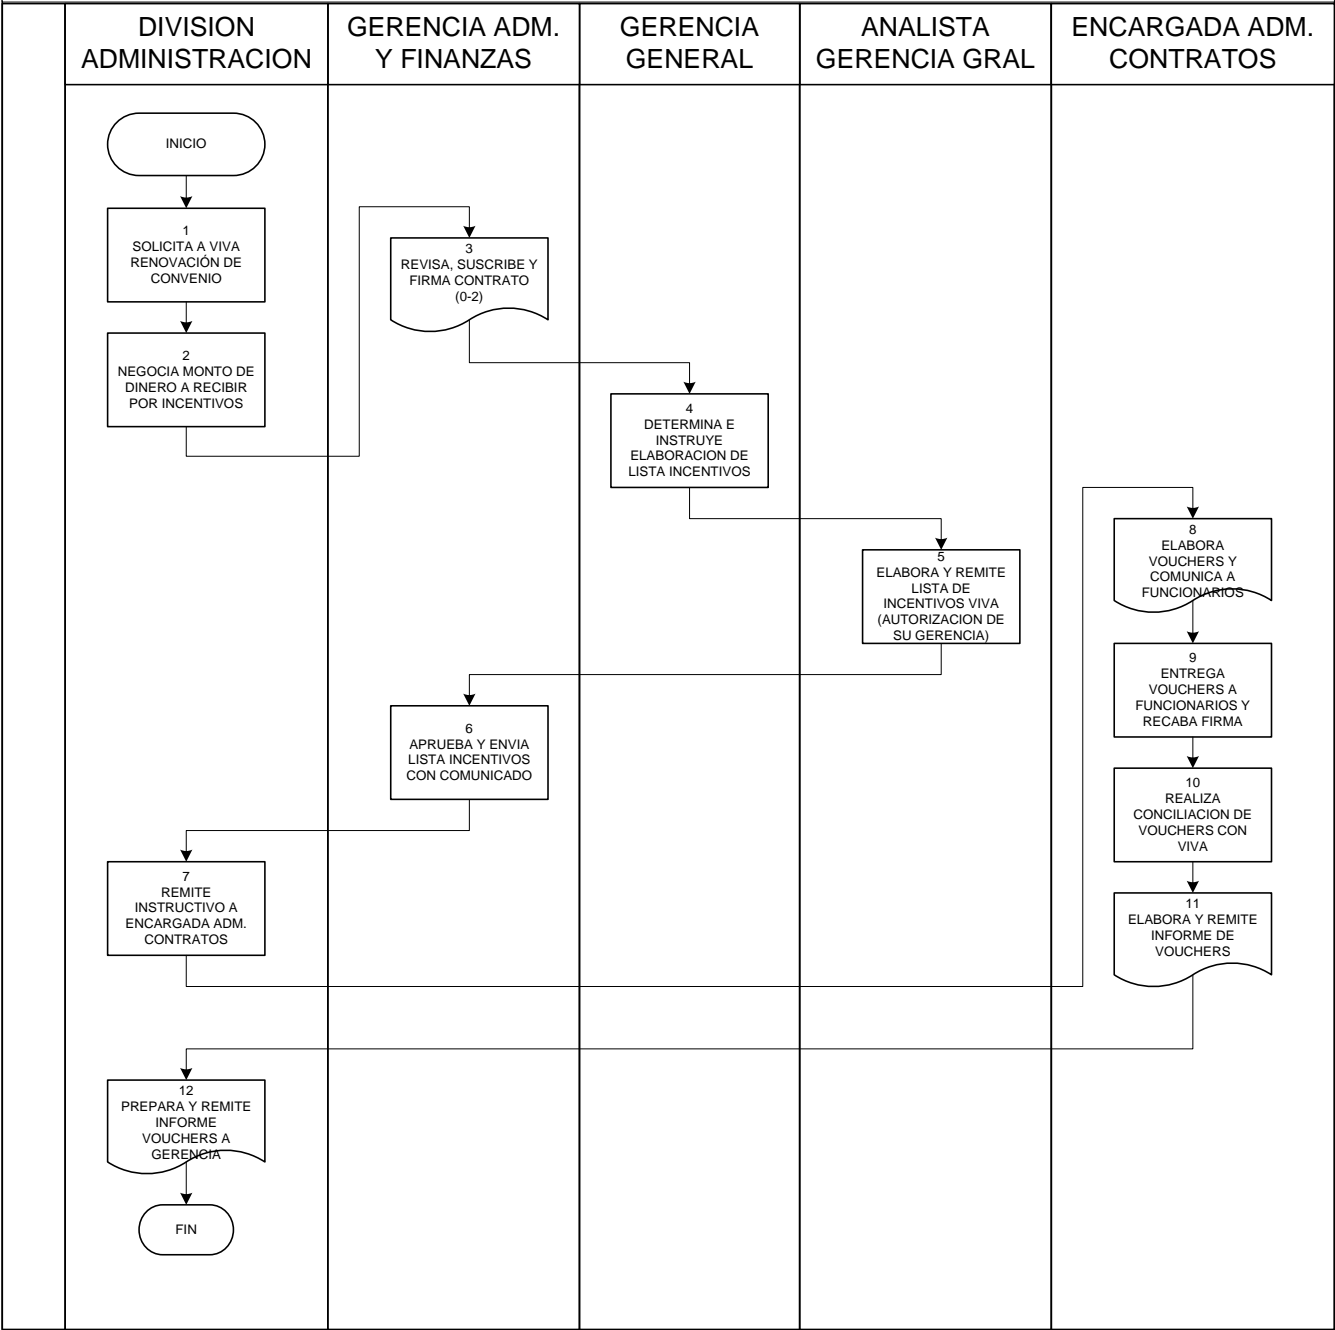 DIVISION
ADMINISTRACION
GERENCIA ADM.
Y FINANZAS
GERENCIA
GENERAL
ANALISTA
GERENCIA GRAL
ENCARGADA ADM.
CONTRATOS
INICIO
1
SOLICITA A VIVA
RENOVACIÓN DE
CONVENIO
2
NEGOCIA MONTO DE
DINERO A RECIBIR
POR INCENTIVOS
3
REVISA, SUSCRIBE Y
FIRMA CONTRATO
(0-2)
4
DETERMINA E
INSTRUYE
ELABORACION DE
LISTA INCENTIVOS
5
ELABORA Y REMITE
LISTA DE
INCENTIVOS VIVA
(AUTORIZACION DE
SU GERENCIA)
6
APRUEBA Y ENVIA
LISTA INCENTIVOS
CON COMUNICADO
7
REMITE
INSTRUCTIVO A
ENCARGADA ADM.
CONTRATOS
8
ELABORA
VOUCHERS Y
COMUNICA A
FUNCIONARIOS
9
ENTREGA
VOUCHERS A
FUNCIONARIOS Y
RECABA FIRMA
10
REALIZA
CONCILIACION DE
VOUCHERS CON
VIVA
11
ELABORA Y REMITE
INFORME DE
VOUCHERS
12
PREPARA Y REMITE
INFORME
VOUCHERS A
GERENCIA
FIN